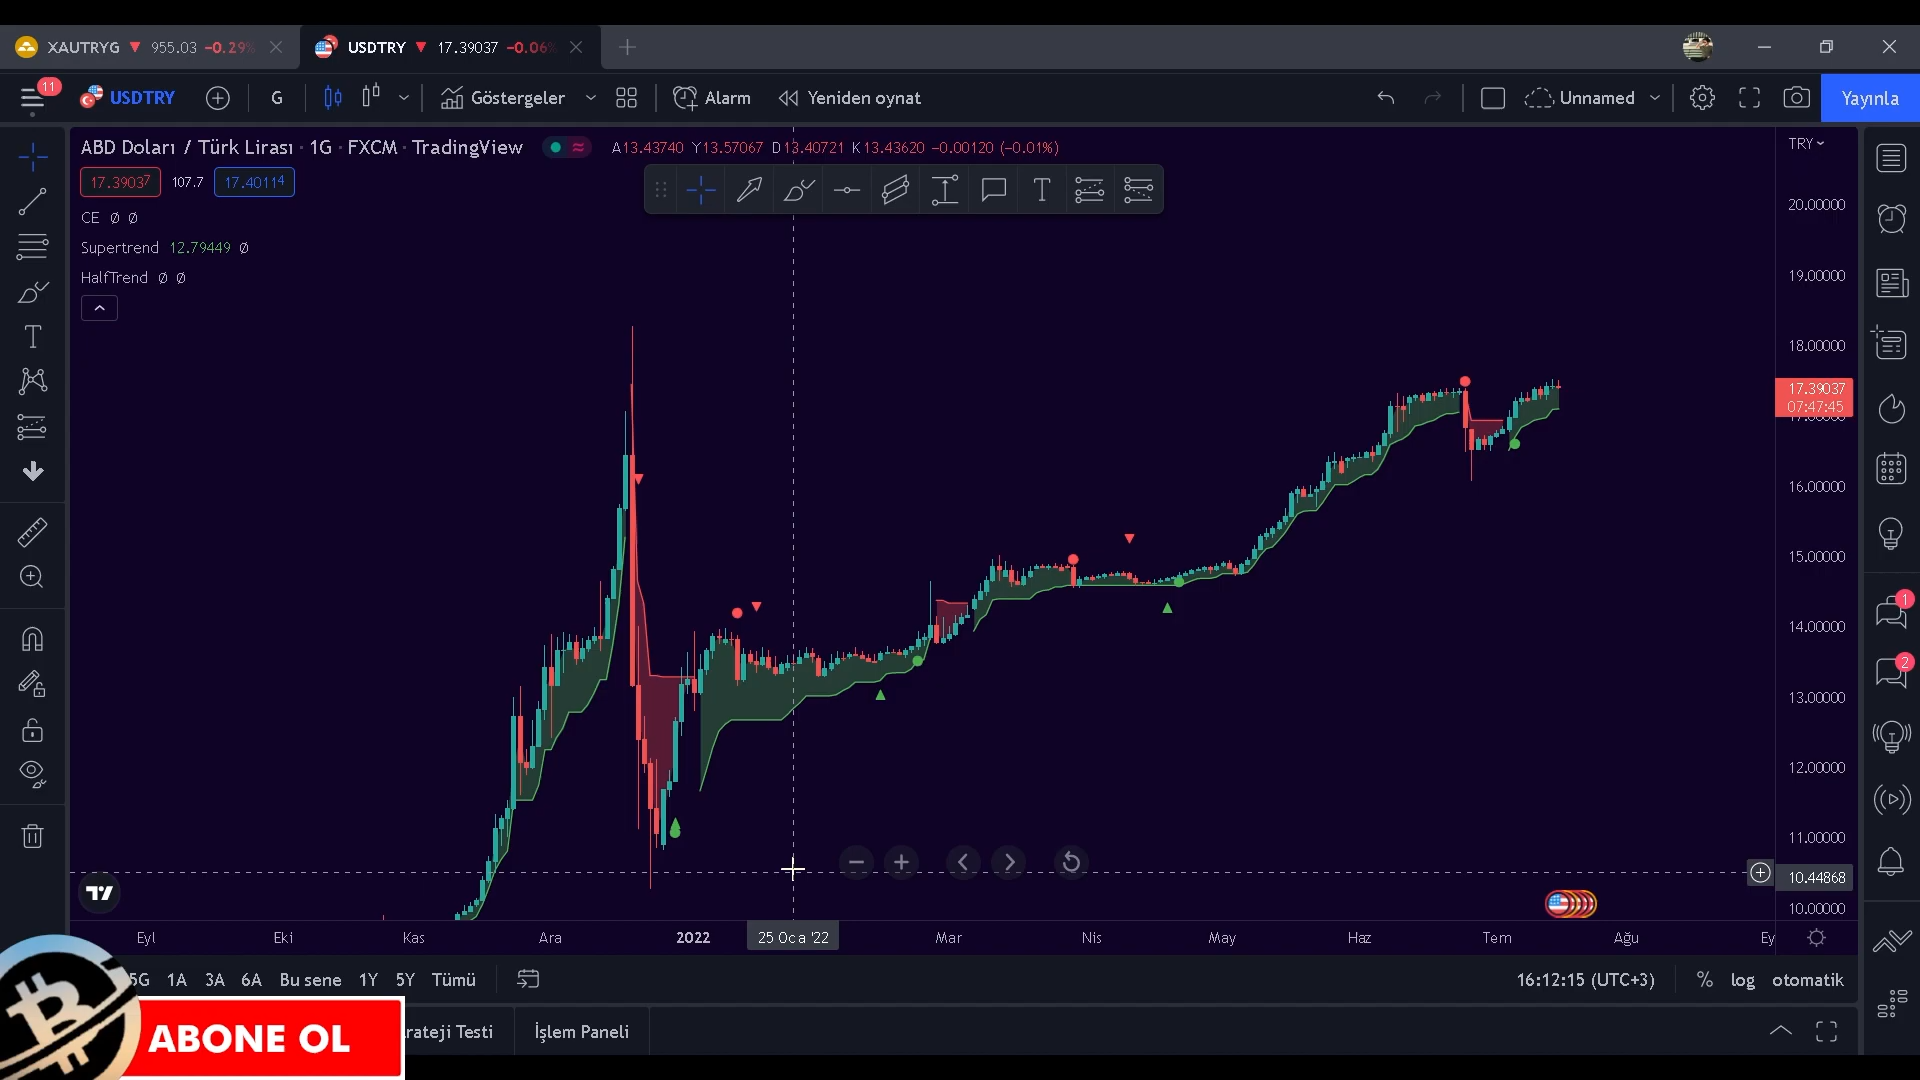 XAUTRYG 955.03 -0.29%
USDTRY 17.39037 -0.06%
11
USDTRY
G
Göstergeler
Alarm
Yeniden oynat
Unnamed
Yayınla
ABD Doları / Türk Lirası · 1G · FXCM · TradingView
A13.43740 Y13.57067 D13.40721 K13.43620 −0.00120 (−0.01%)
TRY
17.39037 107.7 17.40114
CE Ø Ø
Supertrend 12.79449 Ø
HalfTrend Ø Ø
20.00000
19.00000
18.00000
17.39037
07:47:45
16.00000
15.00000
14.00000
13.00000
12.00000
11.00000
10.44868
10.00000
1
2
Eyl Eki Kas Ara 2022 25 Oca '22 Mar Nis May Haz Tem Ağu Ey
5G 1A 3A 6A Bu sene 1Y 5Y Tümü
16:12:15 (UTC+3) % log otomatik
ABONE OL
rateji Testi İşlem Paneli